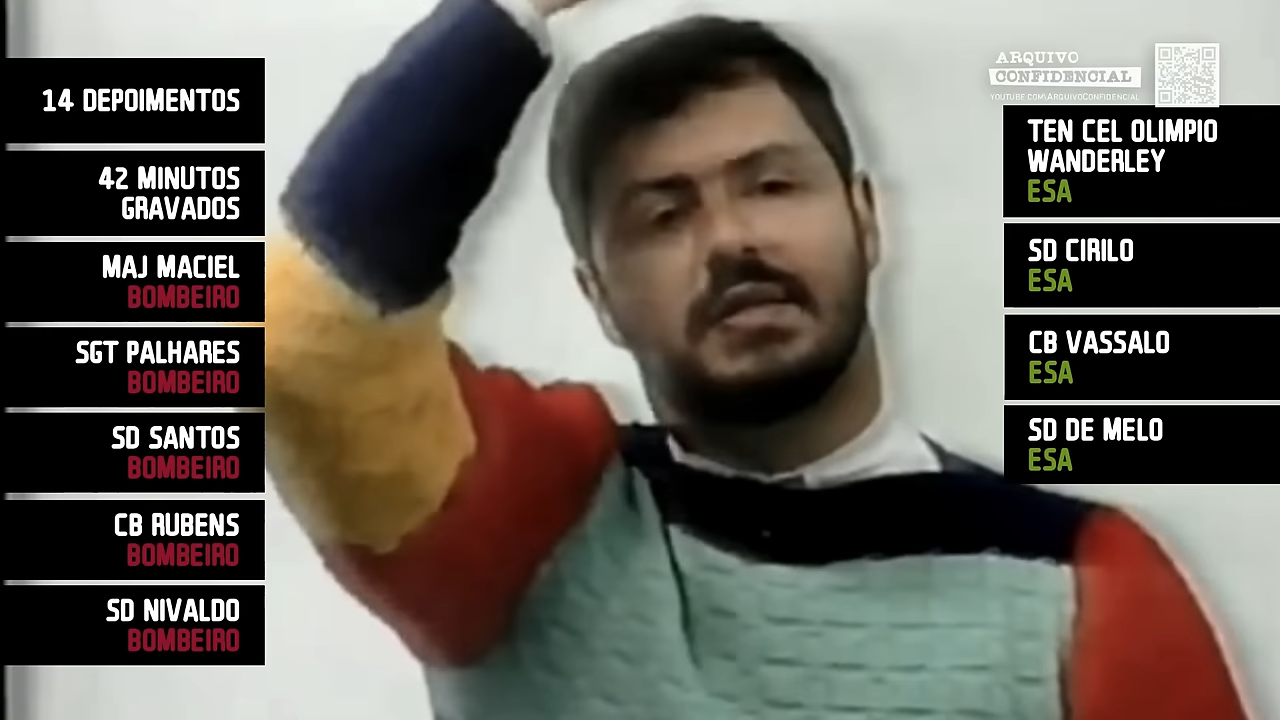 14 DEPOIMENTOS
42 MINUTOS
GRAVADOS
MAJ MACIEL
BOMBEIRO
SGT PALHARES
BOMBEIRO
SD SANTOS
BOMBEIRO
CB RUBENS
BOMBEIRO
SD NIVALDO
BOMBEIRO
ARQUIVO
CONFIDENCIAL
YOUTUBE.COM\ARQUIVOCONFIDENCIAL
TEN CEL OLIMPIO
WANDERLEY
ESA
SD CIRILO
ESA
CB VASSALO
ESA
SD DE MELO
ESA